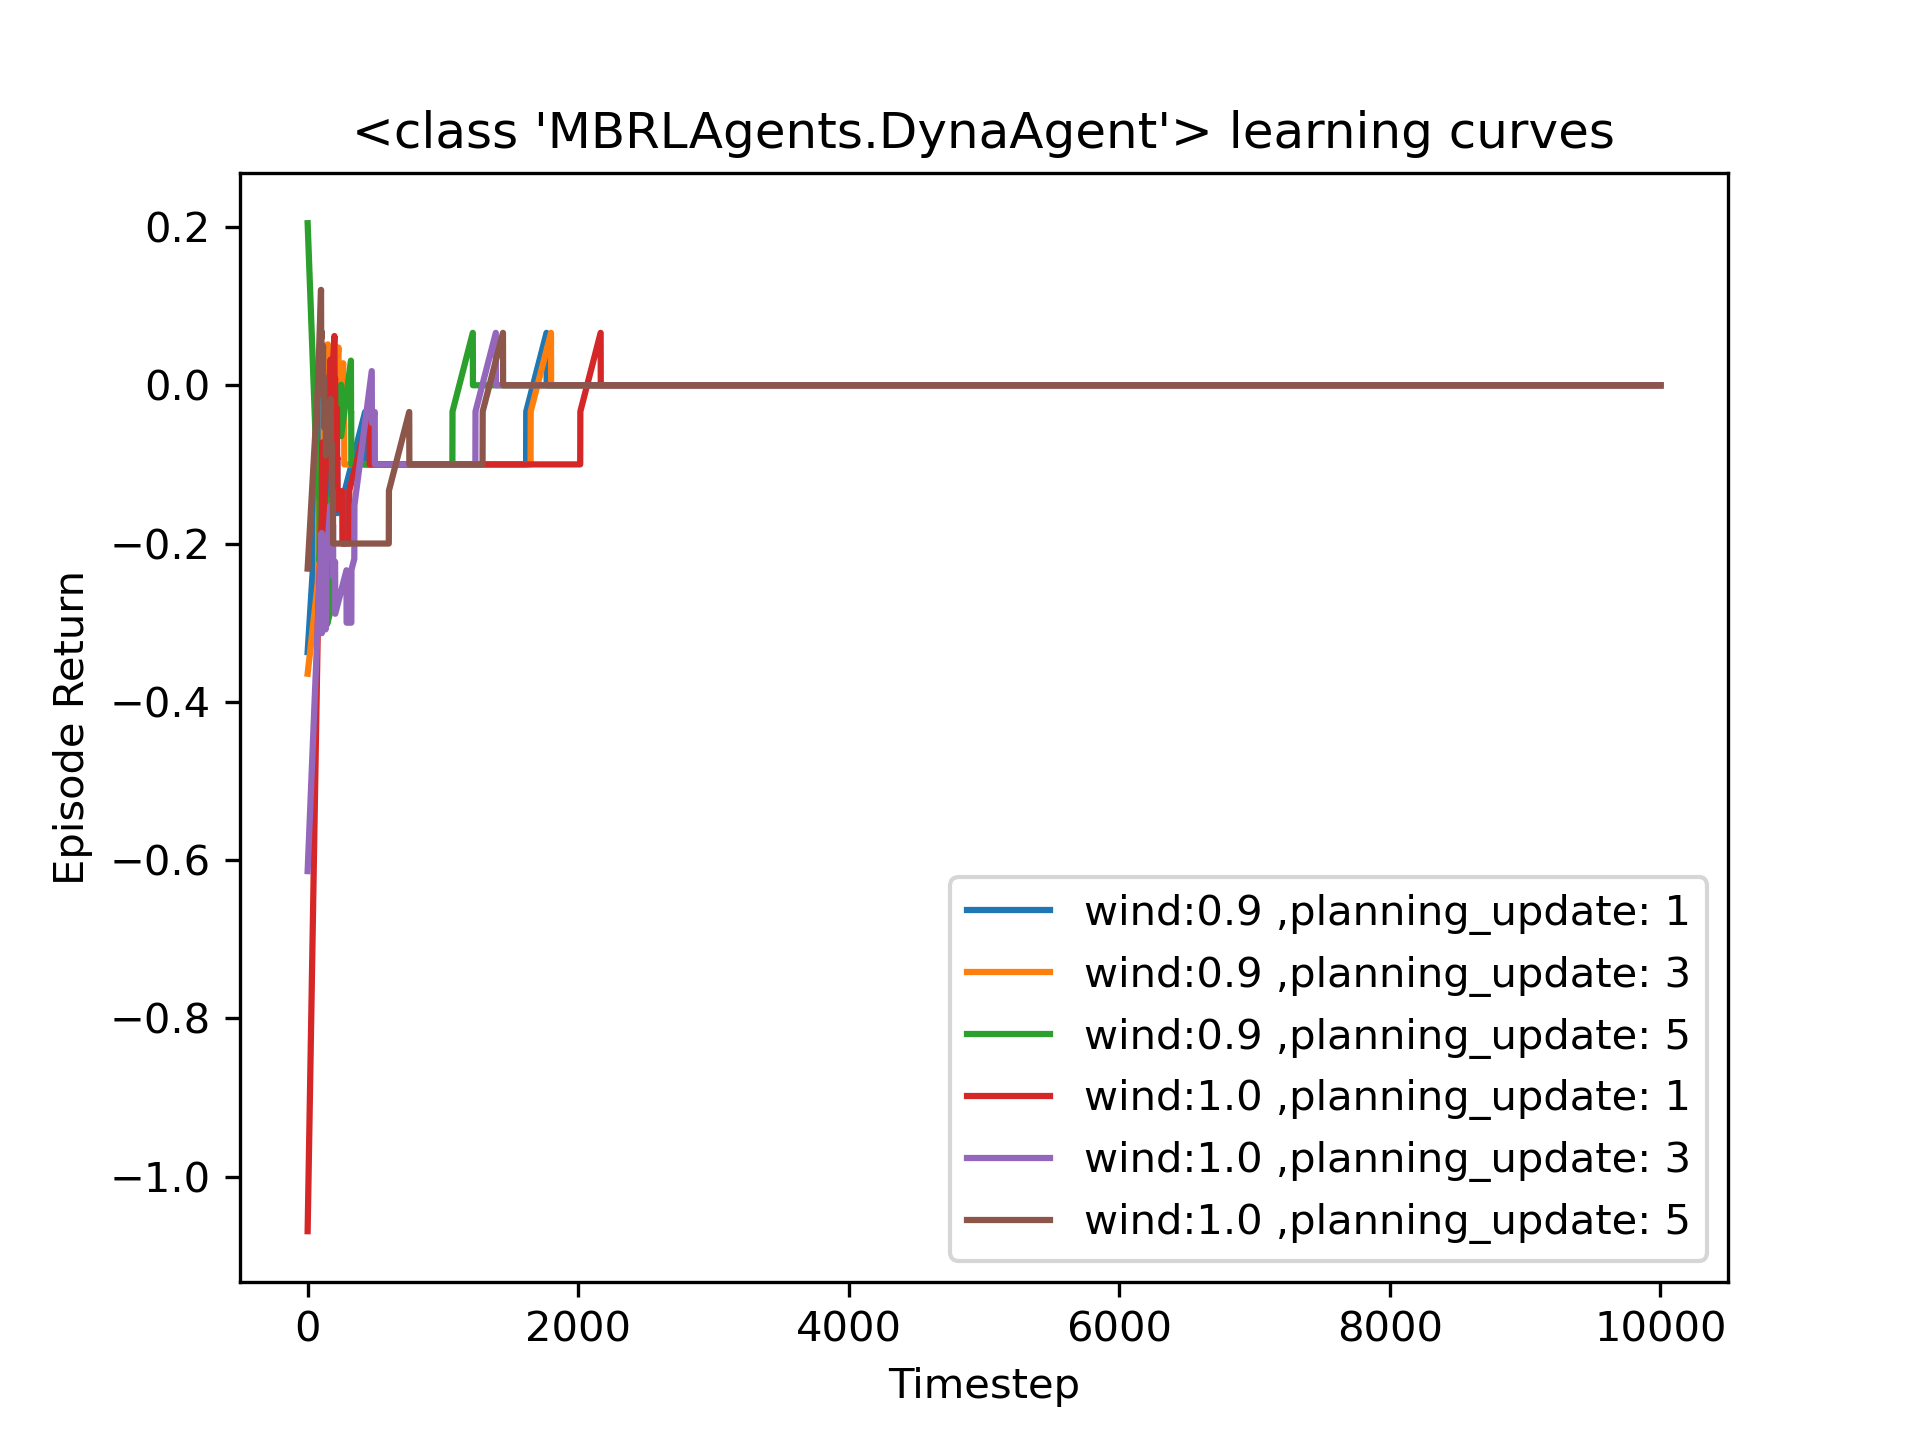 <class 'MBRLAgents.DynaAgent'> learning curves
Episode Return
0.2
0.0
−0.2
−0.4
−0.6
−0.8
−1.0
wind:0.9 ,planning_update: 1
wind:0.9 ,planning_update: 3
wind:0.9 ,planning_update: 5
wind:1.0 ,planning_update: 1
wind:1.0 ,planning_update: 3
wind:1.0 ,planning_update: 5
0 2000 4000 6000 8000 10000
Timestep